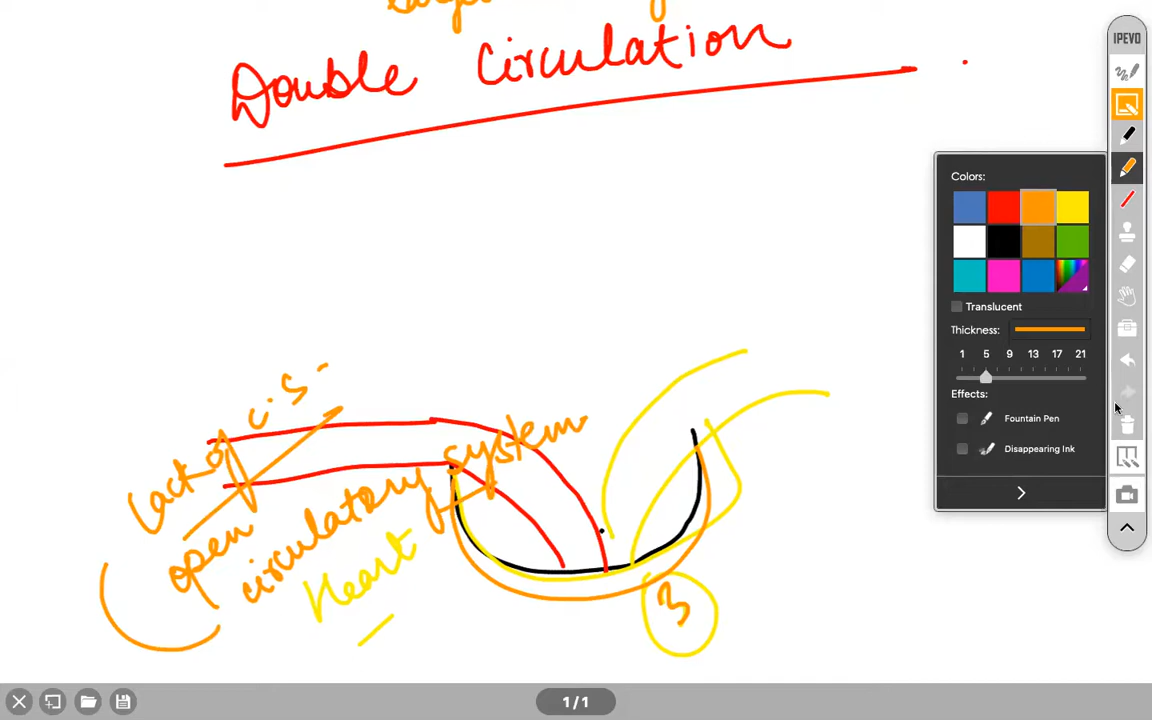 Double Circulation
IPEVO
Colors:
Translucent
Thickness:
1 5 9 13 17 21
Effects:
Fountain Pen
Disappearing Ink
Lack of C.S-
open circulatory system
Heart
3
1/1